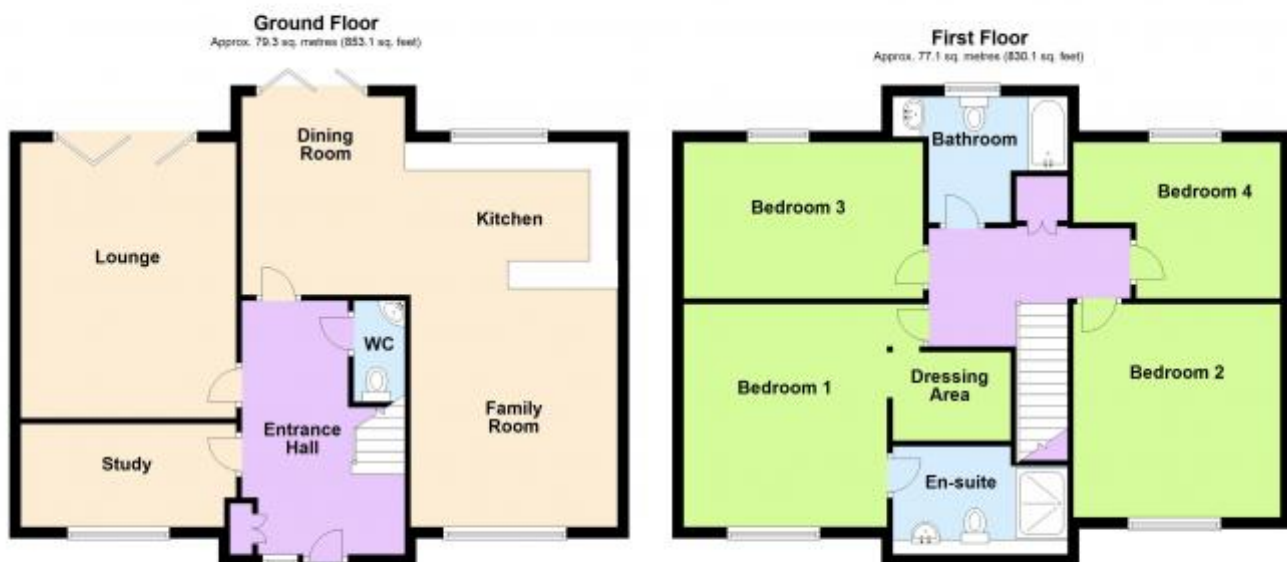 Ground Floor
Approx. 79.3 sq. metres (853.1 sq. feet)
Dining
Room
Kitchen
Lounge
WC
Family
Room
Entrance
Hall
Study
First Floor
Approx. 77.1 sq. metres (830.1 sq. feet)
Bathroom
Bedroom 3
Bedroom 4
Bedroom 1
Dressing
Area
Bedroom 2
En-suite